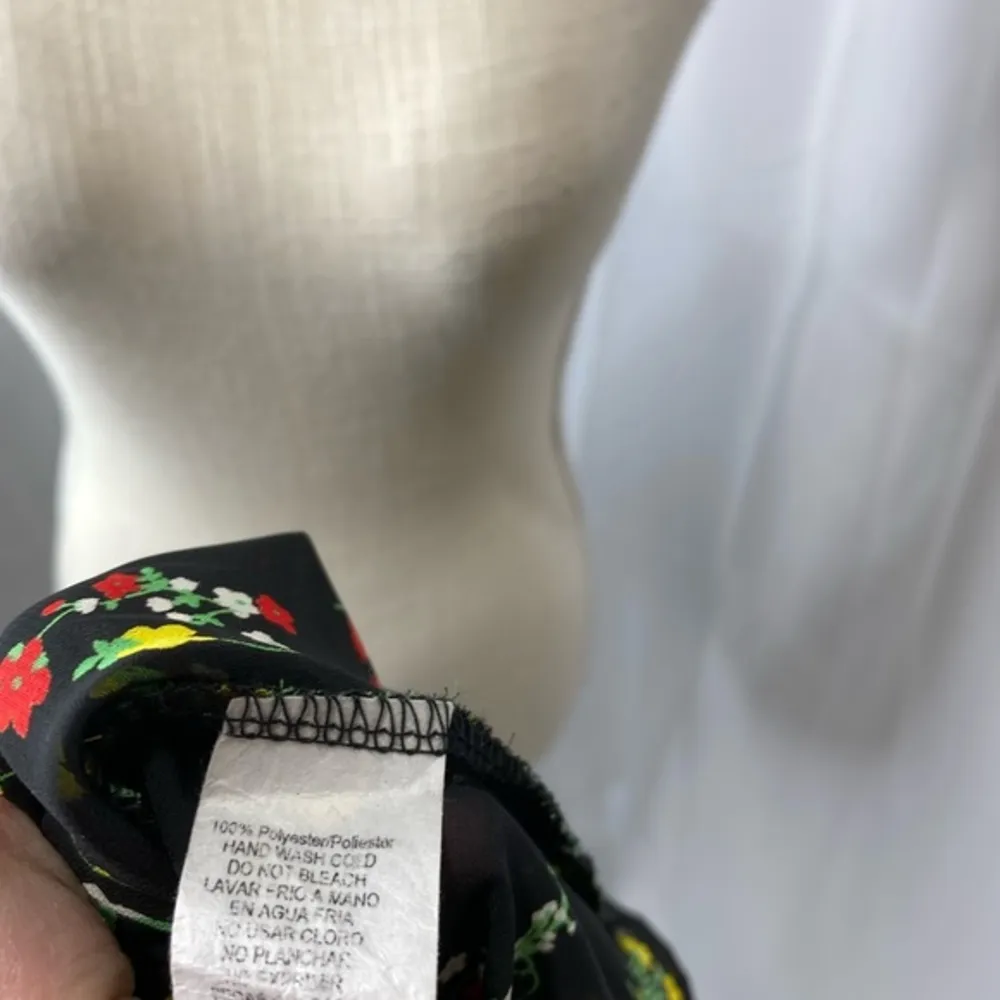 100% Polyester/Poliester
HAND WASH COLD
DO NOT BLEACH
LAVAR FRIO A MANO
EN AGUA FRIA
NO USAR CLORO
NO PLANCHAR